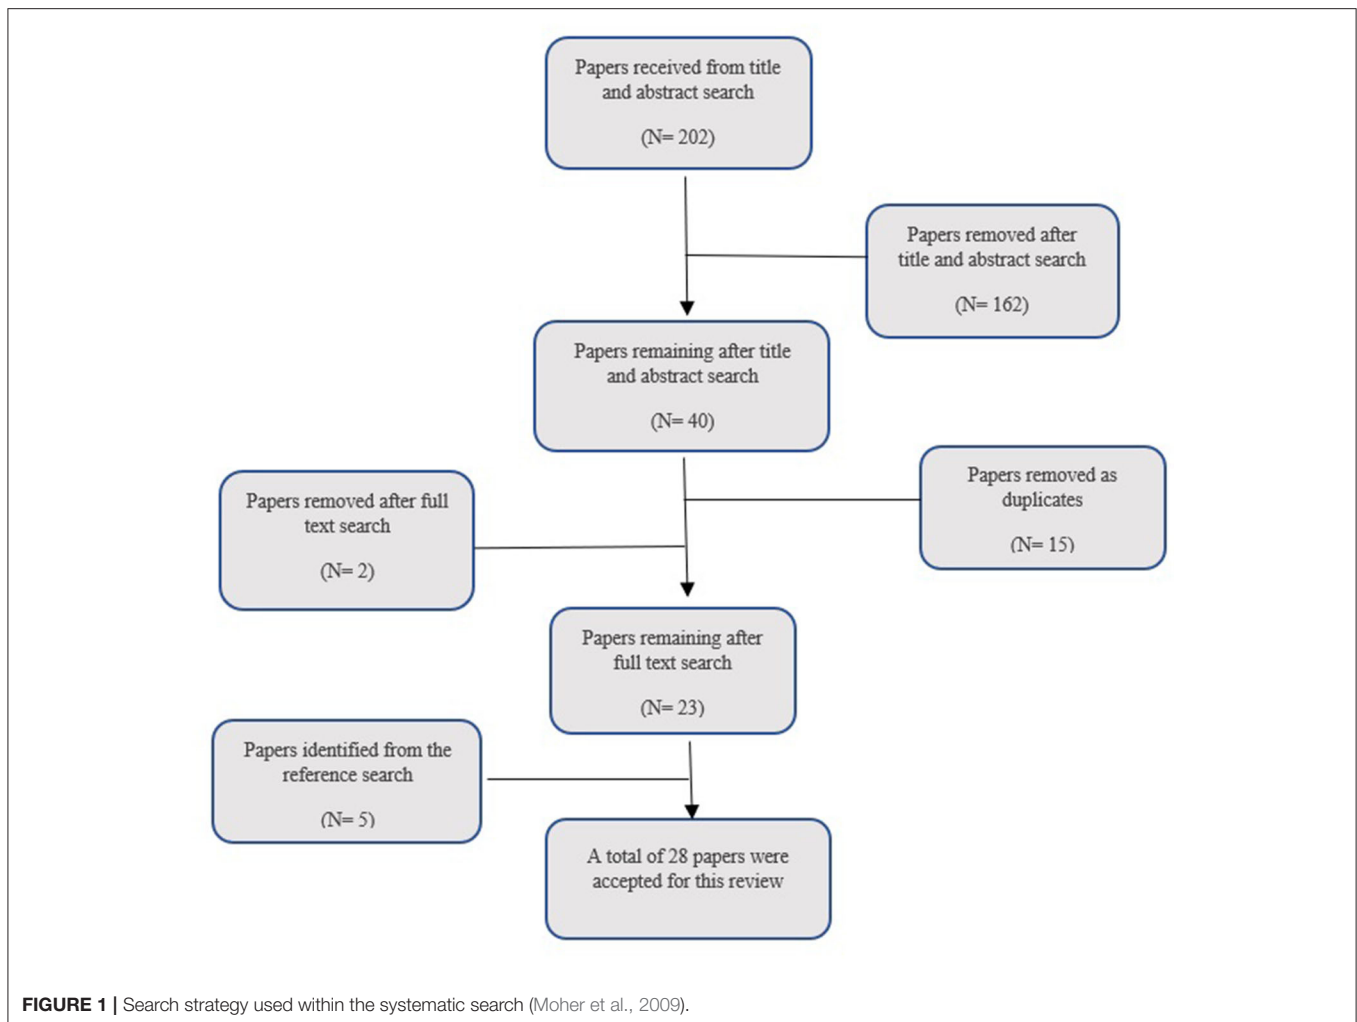 Papers received from title
and abstract search
(N= 202)
Papers removed after
title and abstract search
(N= 162)
Papers remaining after title
and abstract search
(N= 40)
Papers removed as
duplicates
(N= 15)
Papers removed after full
text search
(N= 2)
Papers remaining after
full text search
(N= 23)
Papers identified from the
reference search
(N= 5)
A total of 28 papers were
accepted for this review
FIGURE 1 | Search strategy used within the systematic search (Moher et al., 2009).